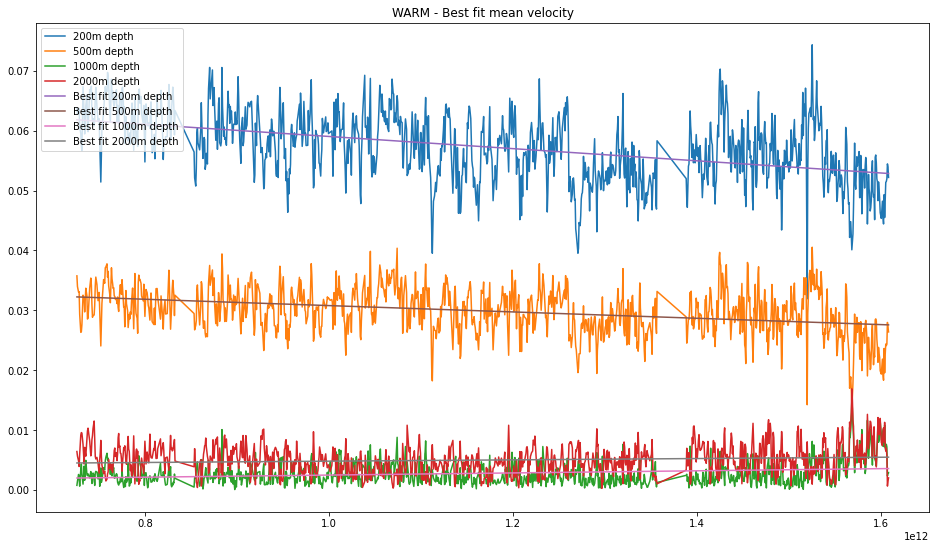 WARM - Best fit mean velocity
200m depth
500m depth
1000m depth
2000m depth
Best fit 200m depth
Best fit 500m depth
Best fit 1000m depth
Best fit 2000m depth
0.07
0.06
0.05
0.04
0.03
0.02
0.01
0.00
0.8 1.0 1.2 1.4 1.6
1e12